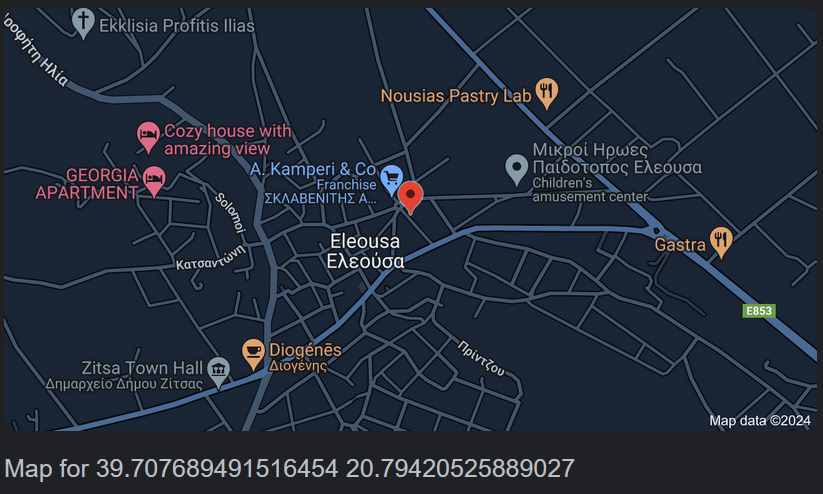 Ekklisia Profitis Ilias
ροφήτη Ηλία
Nousias Pastry Lab
Cozy house with
amazing view
Μικροί Ηρωες
Παιδότοπος Ελεουσα
Children's
amusement center
A. Kamperi & Co
Franchise
ΣΚΛΑΒΕΝΙΤΗΣ Α...
GEORGIA
APARTMENT
Solomoi
Eleousa
Ελεούσα
Gastra
Κατσαντώνη
E853
Diogénēs
Διογένης
Πρίντζου
Zitsa Town Hall
Δημαρχείο Δήμου Ζίτσας
Map data ©2024
Map for 39.707689491516454 20.79420525889027